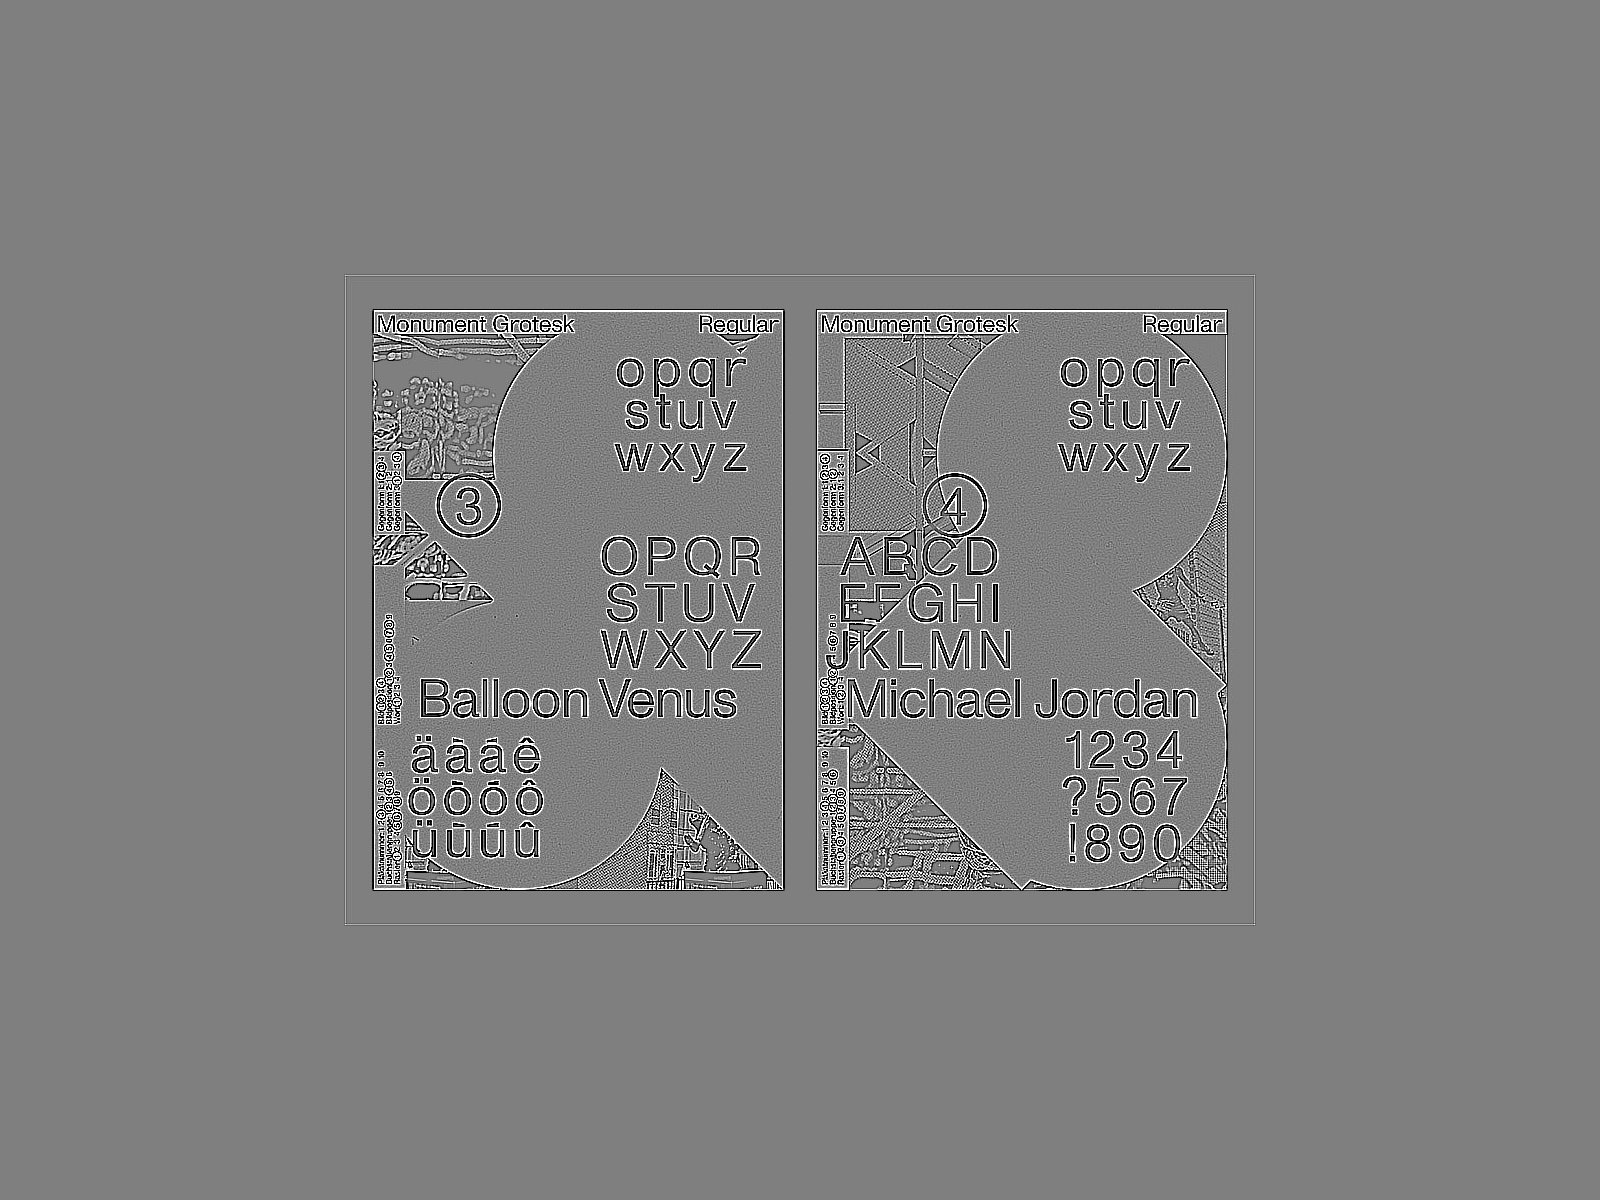 Monument Grotesk Regular
opqr
stuv
wxyz
3
OPQR
STUV
WXYZ
Balloon Venus
äàáê
öòóô
üùúû
Monument Grotesk Regular
opqr
stuv
wxyz
4
ABCD
EFGHI
JKLMN
Michael Jordan
1234
?567
!890